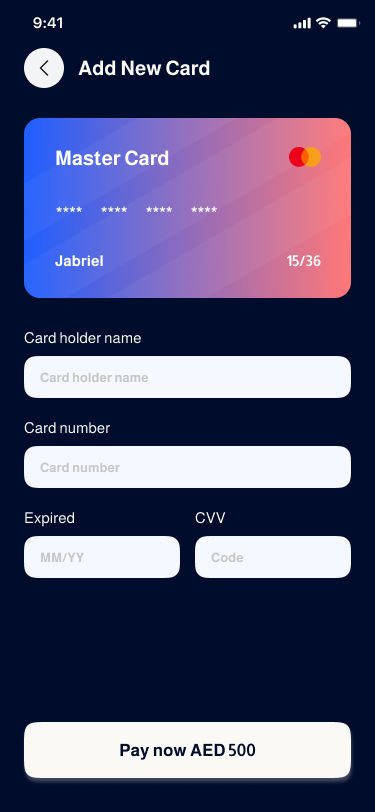 9:41
Add New Card
Master Card
**** **** **** ****
Jabriel 15/36
Card holder name
Card holder name
Card number
Card number
Expired CVV
MM/YY Code
Pay now AED 500